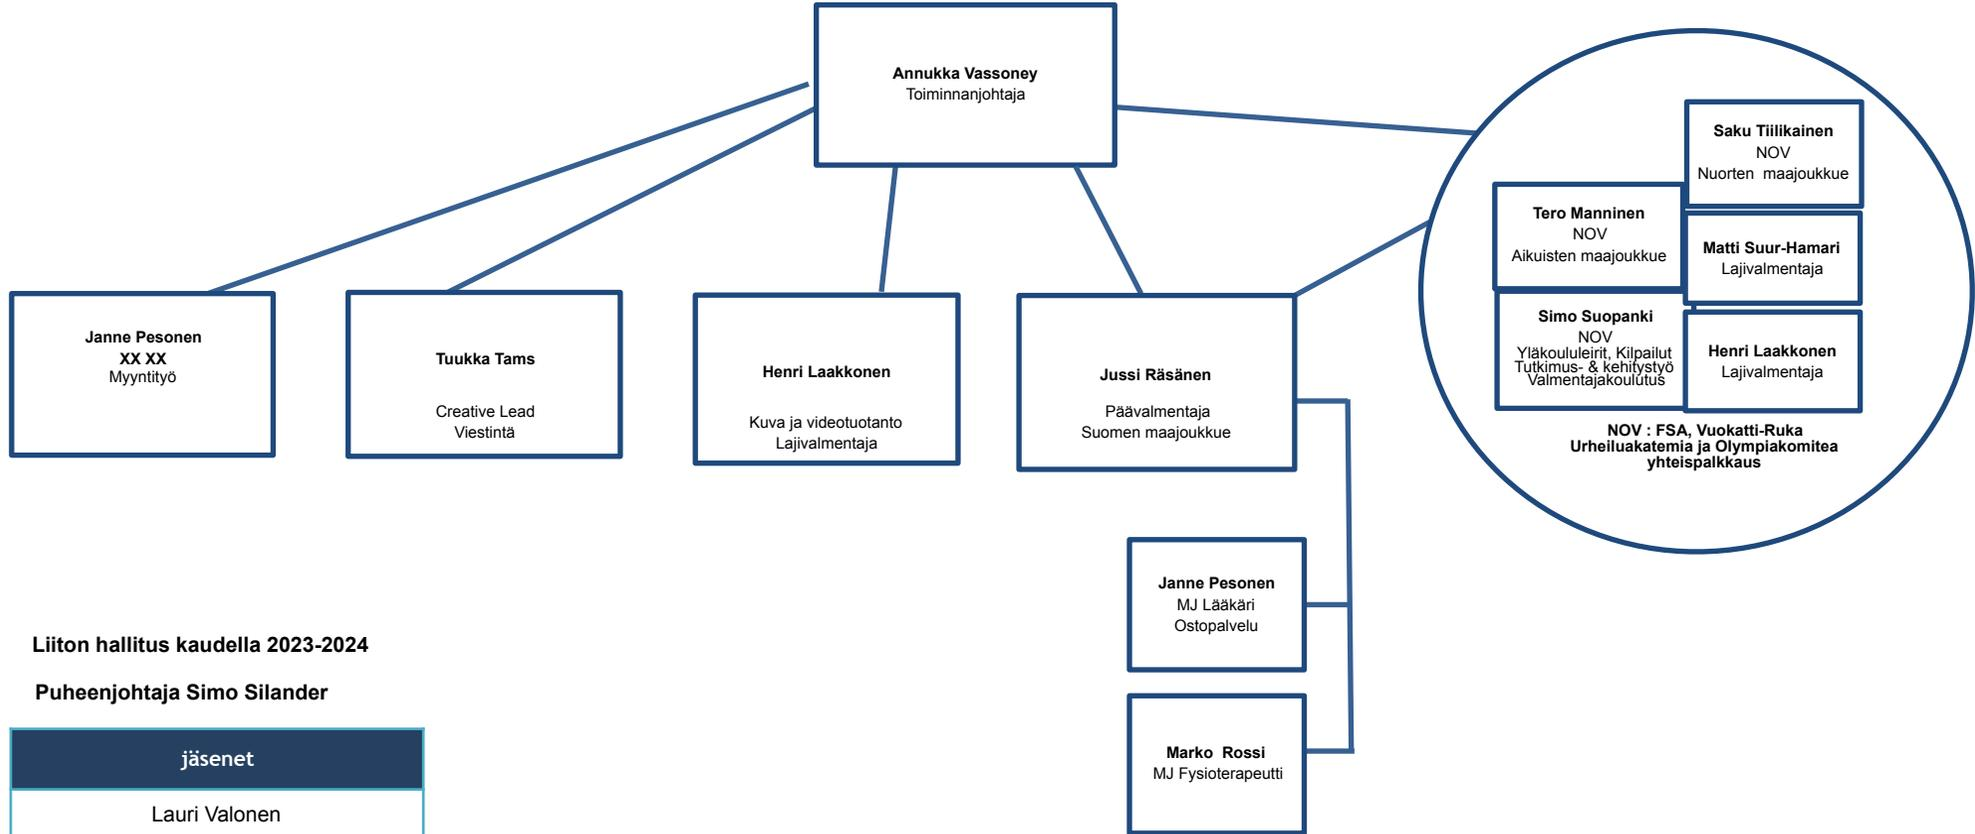 Annukka Vassoney
Toiminnanjohtaja
Saku Tiilikainen
NOV
Nuorten maajoukkue
Tero Manninen
NOV
Aikuisten maajoukkue
Matti Suur-Hamari
Lajivalmentaja
Simo Suopanki
NOV
Yläkoululeirit, Kilpailut
Tutkimus- & kehitystyö
Valmentajakoulutus
Henri Laakkonen
Lajivalmentaja
NOV : FSA, Vuokatti-Ruka
Urheiluakatemia ja Olympiakomitea
yhteispalkkaus
Janne Pesonen
XX XX
Myyntityö
Tuukka Tams
Creative Lead
Viestintä
Henri Laakkonen
Kuva ja videotuotanto
Lajivalmentaja
Jussi Räsänen
Päävalmentaja
Suomen maajoukkue
Janne Pesonen
MJ Lääkäri
Ostopalvelu
Marko Rossi
MJ Fysioterapeutti
Liiton hallitus kaudella 2023-2024
Puheenjohtaja Simo Silander
jäsenet
Lauri Valonen